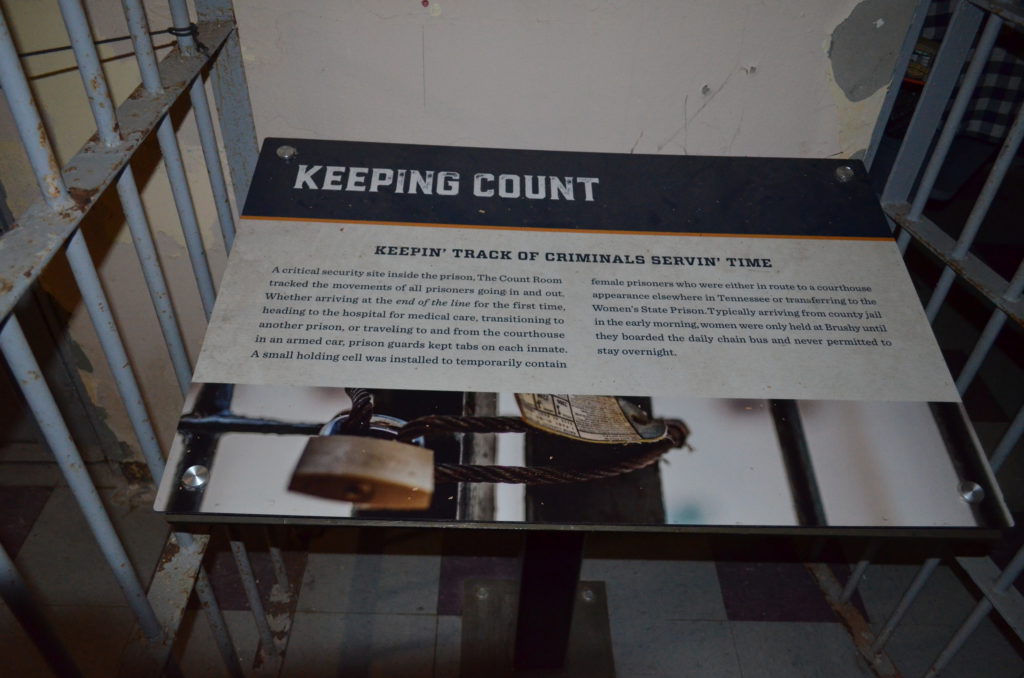 KEEPING COUNT
KEEPIN' TRACK OF CRIMINALS SERVIN' TIME
A critical security site inside the prison, The Count Room
tracked the movements of all prisoners going in and out.
Whether arriving at the end of the line for the first time,
heading to the hospital for medical care, transitioning to
another prison, or traveling to and from the courthouse
in an armed car, prison guards kept tabs on each inmate.
A small holding cell was installed to temporarily contain
female prisoners who were either in route to a courthouse
appearance elsewhere in Tennessee or transferring to the
Women's State Prison. Typically arriving from county jail
in the early morning, women were only held at Brushy until
they boarded the daily chain bus and never permitted to
stay overnight.